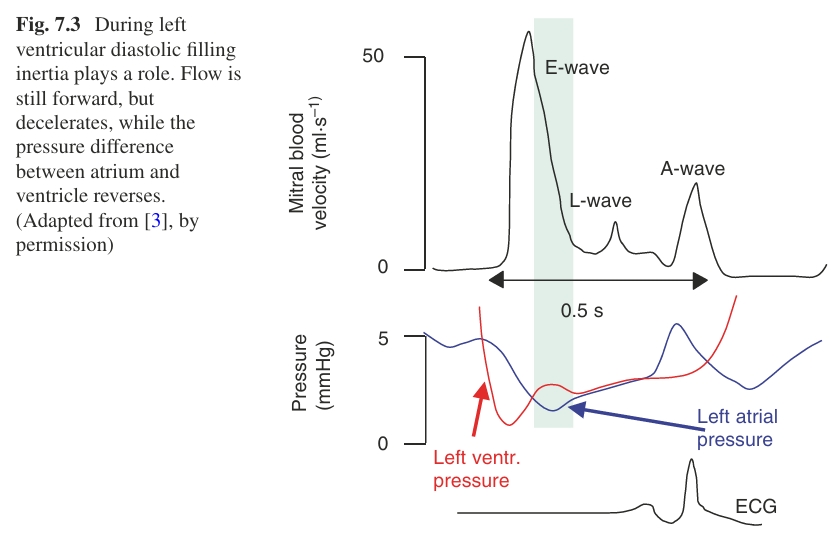 Fig. 7.3 During left
ventricular diastolic filling
inertia plays a role. Flow is
still forward, but
decelerates, while the
pressure difference
between atrium and
ventricle reverses.
(Adapted from [3], by
permission)
Mitral blood
velocity (ml·s⁻¹)
50
0
E-wave
L-wave
A-wave
0.5 s
Pressure
(mmHg)
5
0
Left ventr.
pressure
Left atrial
pressure
ECG